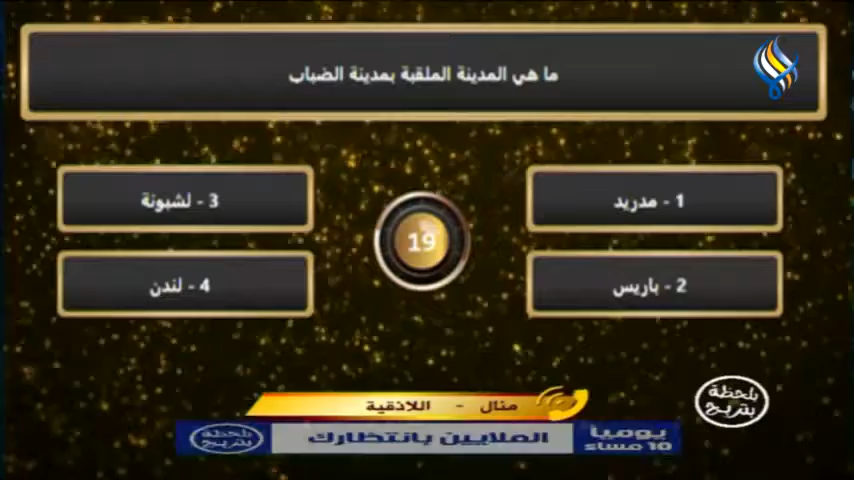 ما هي المدينة الملقبة بمدينة الضباب
1 - مدريد
3 - لشبونة
19
2 - باريس
4 - لندن
منال - اللاذقية
بلحظة بتربح
يوميا 10 مساء
الملايين بانتظارك
بلحظة بتربح